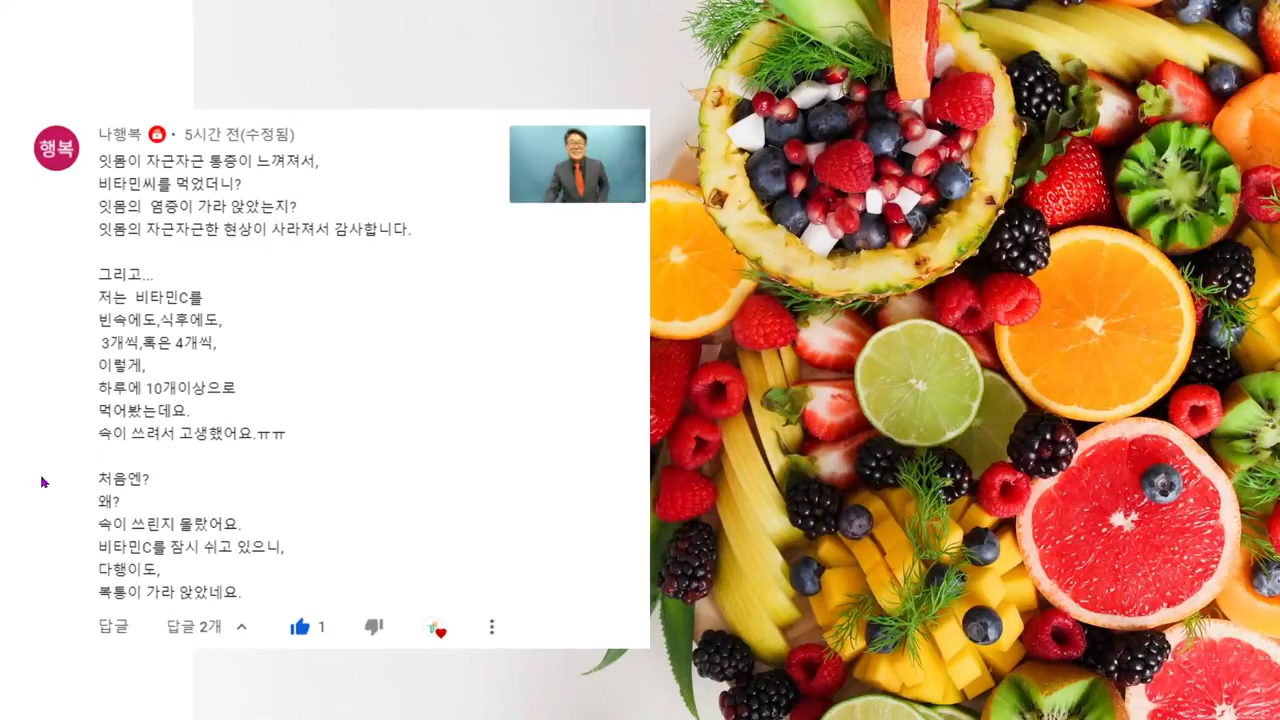 행복
나행복 · 5시간 전(수정됨)
잇몸이 자근자근 통증이 느껴져서,
비타민씨를 먹었더니?
잇몸의 염증이 가라 앉았는지?
잇몸의 자근자근한 현상이 사라져서 감사합니다.
그리고...
저는 비타민C를
빈속에도,식후에도,
3개씩,혹은 4개씩,
이렇게,
하루에 10개이상으로
먹어봤는데요.
속이 쓰려서 고생했어요.ㅠㅠ
처음엔?
왜?
속이 쓰린지 몰랐어요.
비타민C를 잠시 쉬고 있으니,
다행이도,
복통이 가라 앉았네요.
답글 답글 2개 1